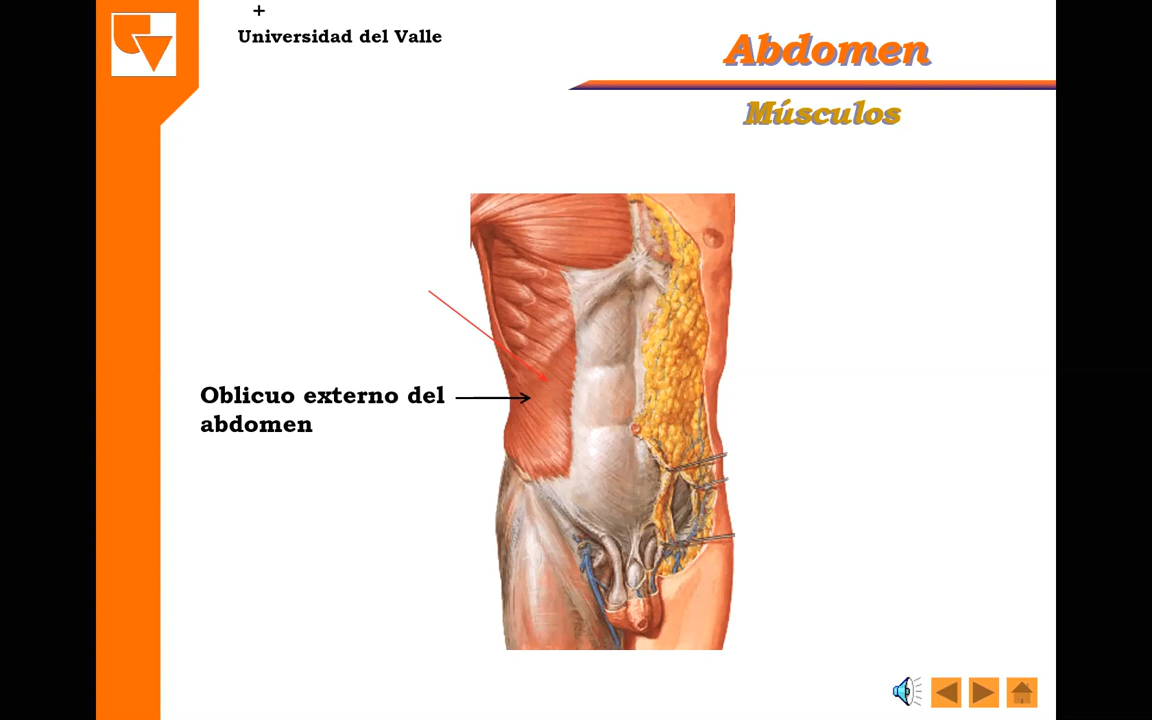 +
Universidad del Valle
Abdomen
Músculos
Oblicuo externo del
abdomen